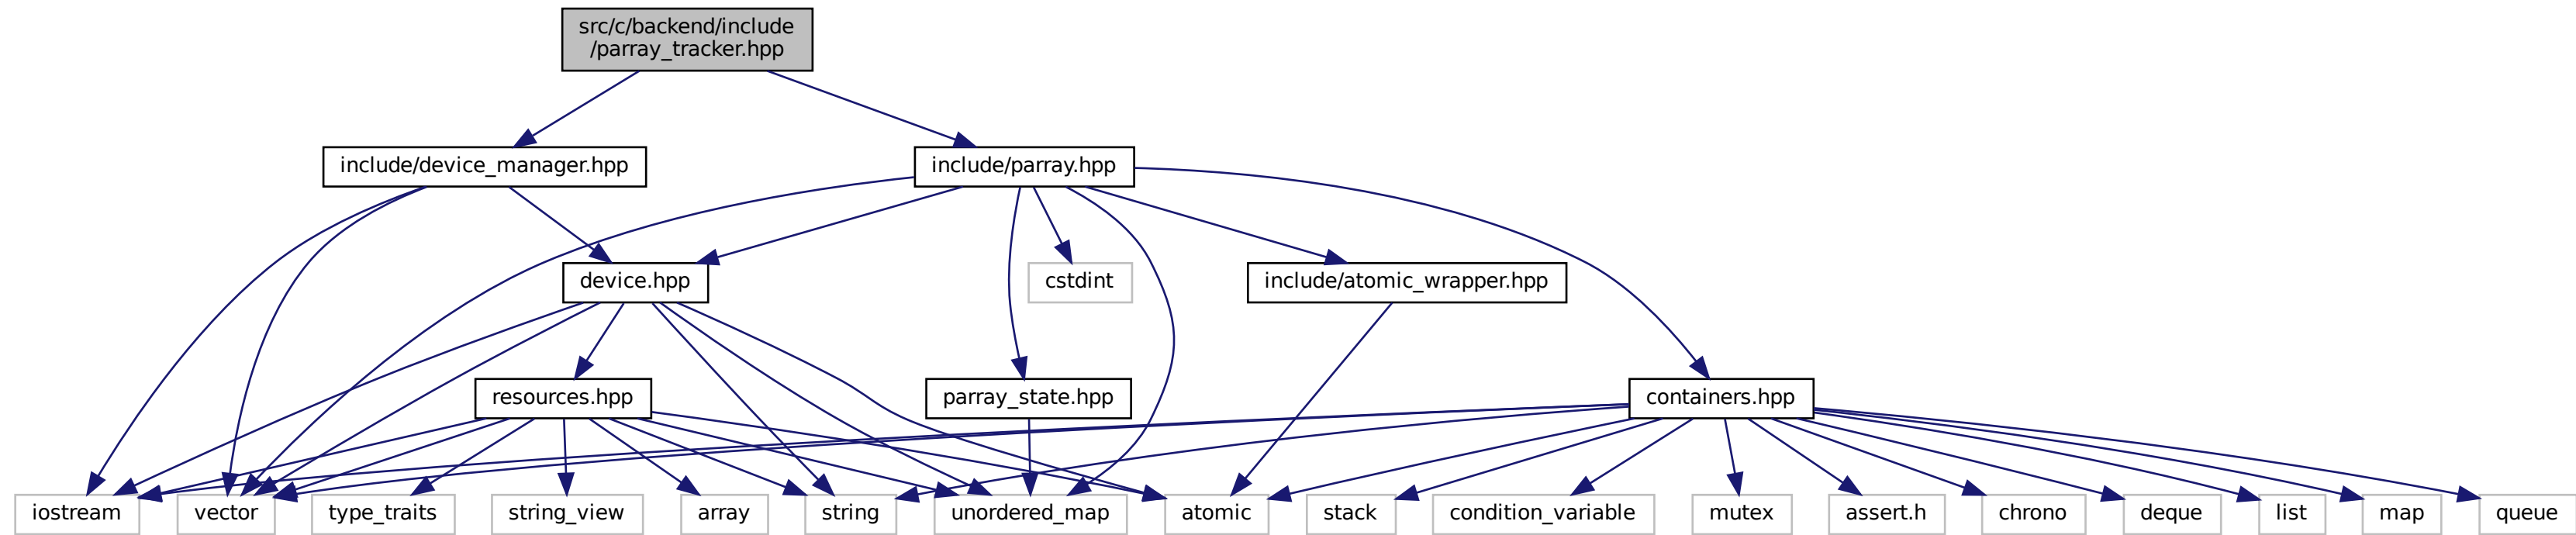 src/c/backend/include
/parray_tracker.hpp
include/device_manager.hpp
include/parray.hpp
device.hpp
cstdint
include/atomic_wrapper.hpp
resources.hpp
parray_state.hpp
containers.hpp
iostream
vector
type_traits
string_view
array
string
unordered_map
atomic
stack
condition_variable
mutex
assert.h
chrono
deque
list
map
queue